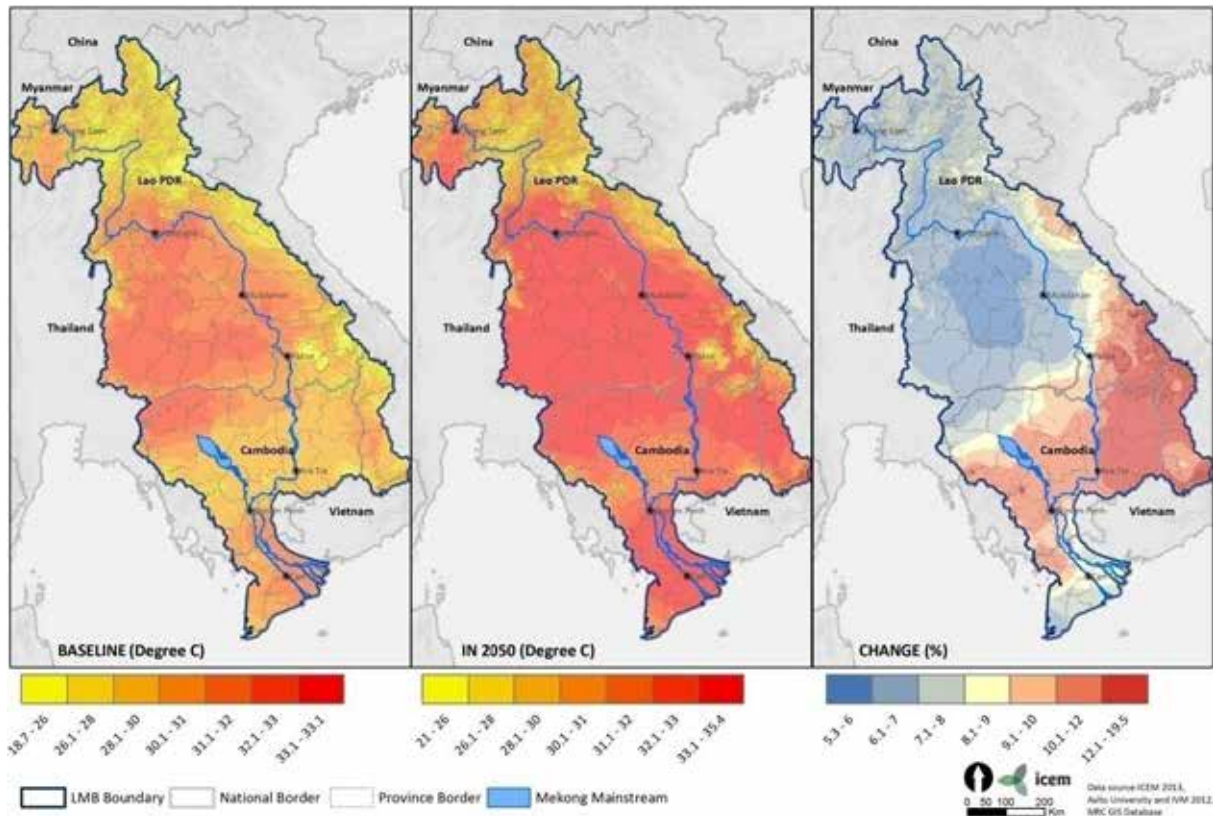 China
Myanmar
Lao PDR
Thailand
Cambodia
Vietnam
BASELINE (Degree C)
China
Myanmar
Lao PDR
Thailand
Cambodia
Vietnam
IN 2050 (Degree C)
China
Myanmar
Lao PDR
Thailand
Cambodia
Vietnam
CHANGE (%)
18.7 - 26
26.1 - 28
28.1 - 30
30.1 - 31
31.1 - 32
32.1 - 33
33.1 - 33.1
21 - 26
26.1 - 28
28.1 - 30
30.1 - 31
31.1 - 32
32.1 - 33
33.1 - 35.4
5.3 - 6
6.1 - 7
7.1 - 8
8.1 - 9
9.1 - 10
10.1 - 12
12.1 - 19.5
LMB Boundary
National Border
Province Border
Mekong Mainstream
icem
0 50 100 200
Km
Data source ICEM 2013,
Aalto University and IVM 2012,
MRC GIS Database